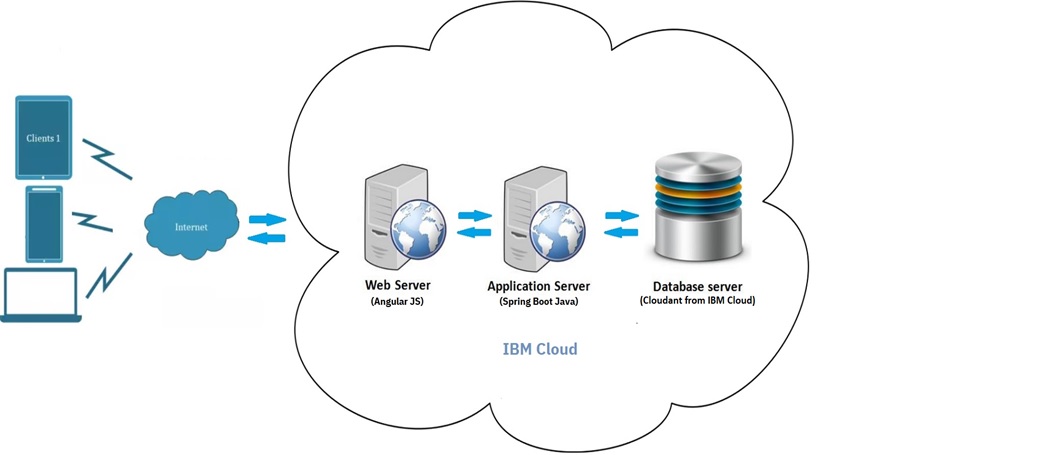 Clients 1
Internet
Web Server
(Angular JS)
Application Server
(Spring Boot Java)
Database server
(Cloudant from IBM Cloud)
IBM Cloud